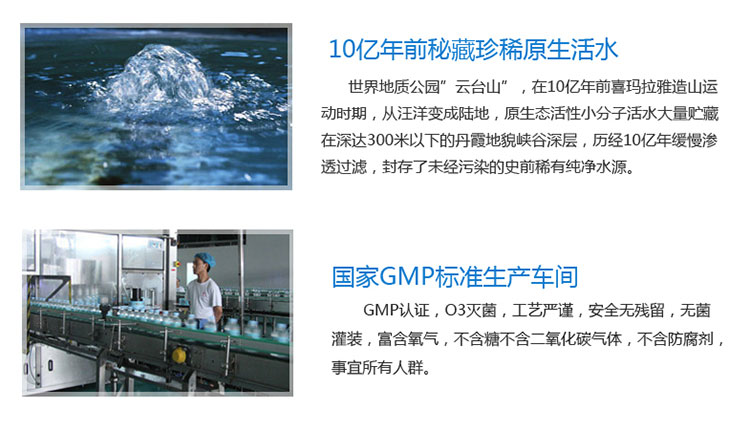 10亿年前秘藏珍稀原生活水
世界地质公园”云台山”，在10亿年前喜玛拉雅造山运
动时期，从汪洋变成陆地，原生态活性小分子活水大量贮藏
在深达300米以下的丹霞地貌峡谷深层，历经10亿年缓慢渗
透过滤，封存了未经污染的史前稀有纯净水源。
国家GMP标准生产车间
GMP认证，O3灭菌，工艺严谨，安全无残留，无菌
灌装，富含氧气，不含糖不含二氧化碳气体，不含防腐剂，
事宜所有人群。